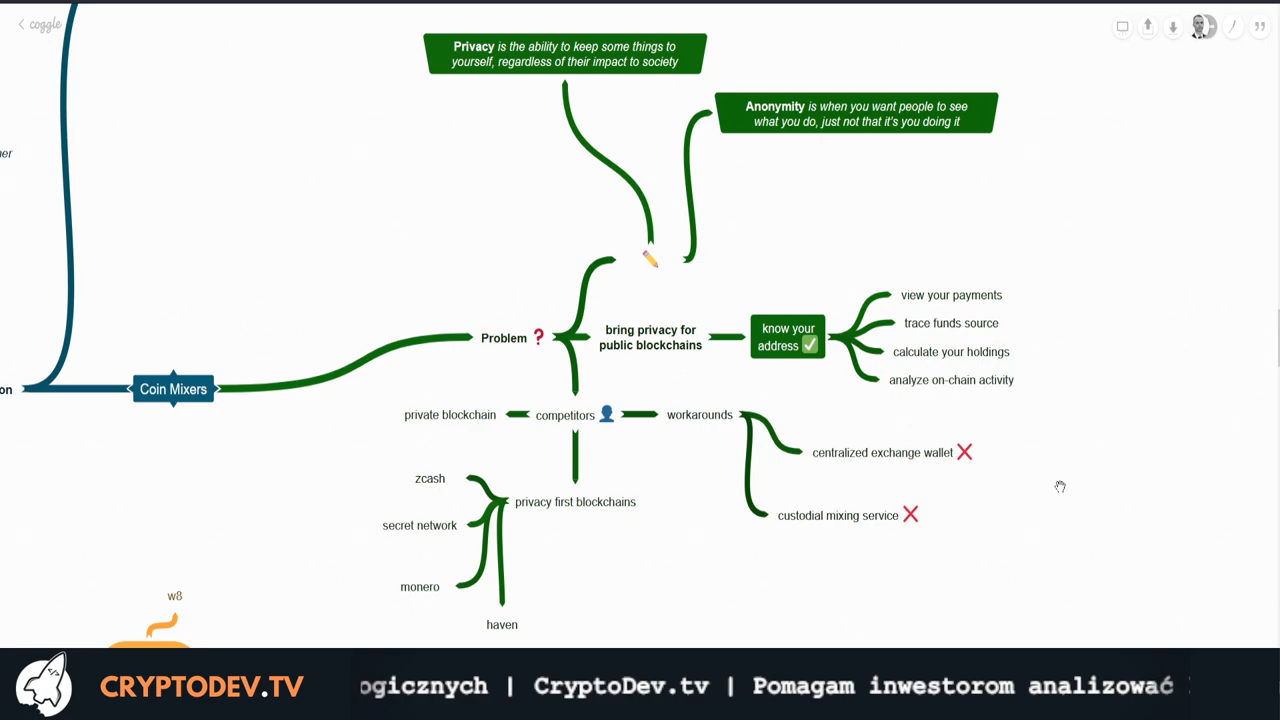 coggle
Privacy is the ability to keep some things to
yourself, regardless of their impact to society
Anonymity is when you want people to see
what you do, just not that it's you doing it
er
Problem
bring privacy for
public blockchains
know your
address
view your payments
trace funds source
calculate your holdings
analyze on-chain activity
on
Coin Mixers
private blockchain
competitors
workarounds
centralized exchange wallet
custodial mixing service
zcash
secret network
monero
haven
privacy first blockchains
w8
CRYPTODEV.TV
ogicznych | CryptoDev.tv | Pomagam inwestorom analizować